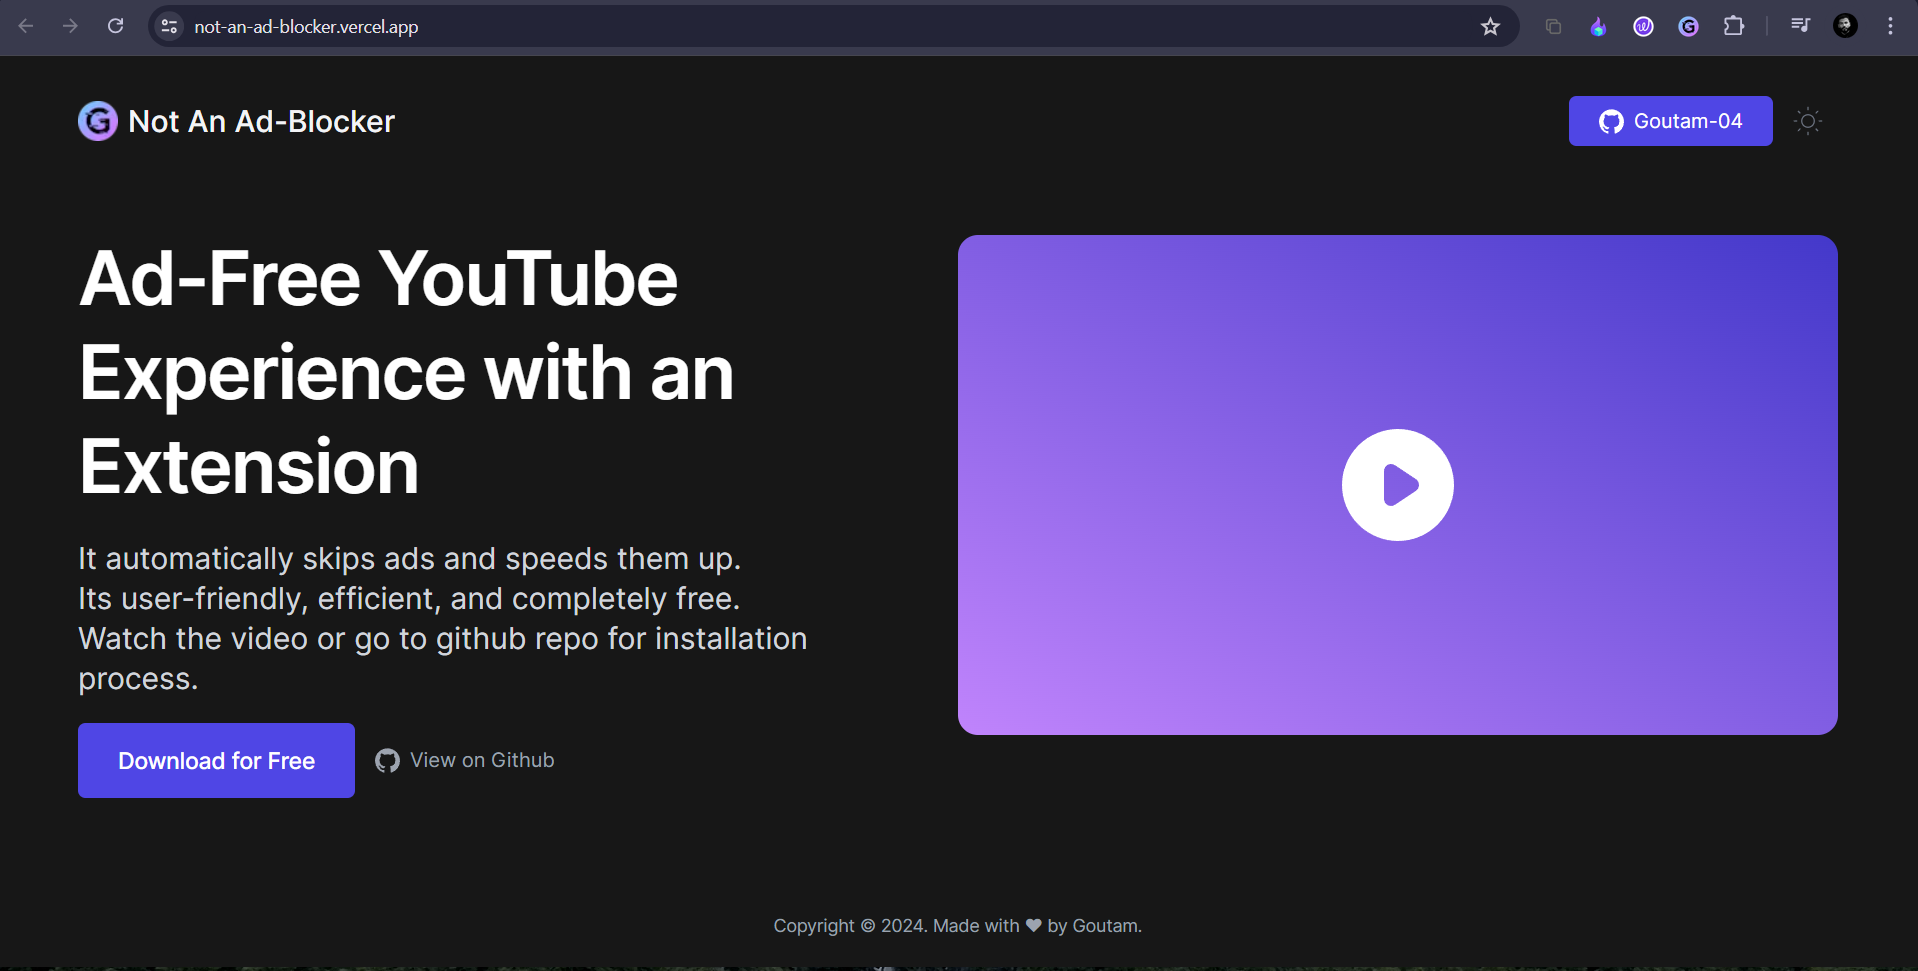 not-an-ad-blocker.vercel.app
Not An Ad-Blocker
Goutam-04
Ad-Free YouTube
Experience with an
Extension
It automatically skips ads and speeds them up.
Its user-friendly, efficient, and completely free.
Watch the video or go to github repo for installation
process.
Download for Free
View on Github
Copyright © 2024. Made with ❤ by Goutam.